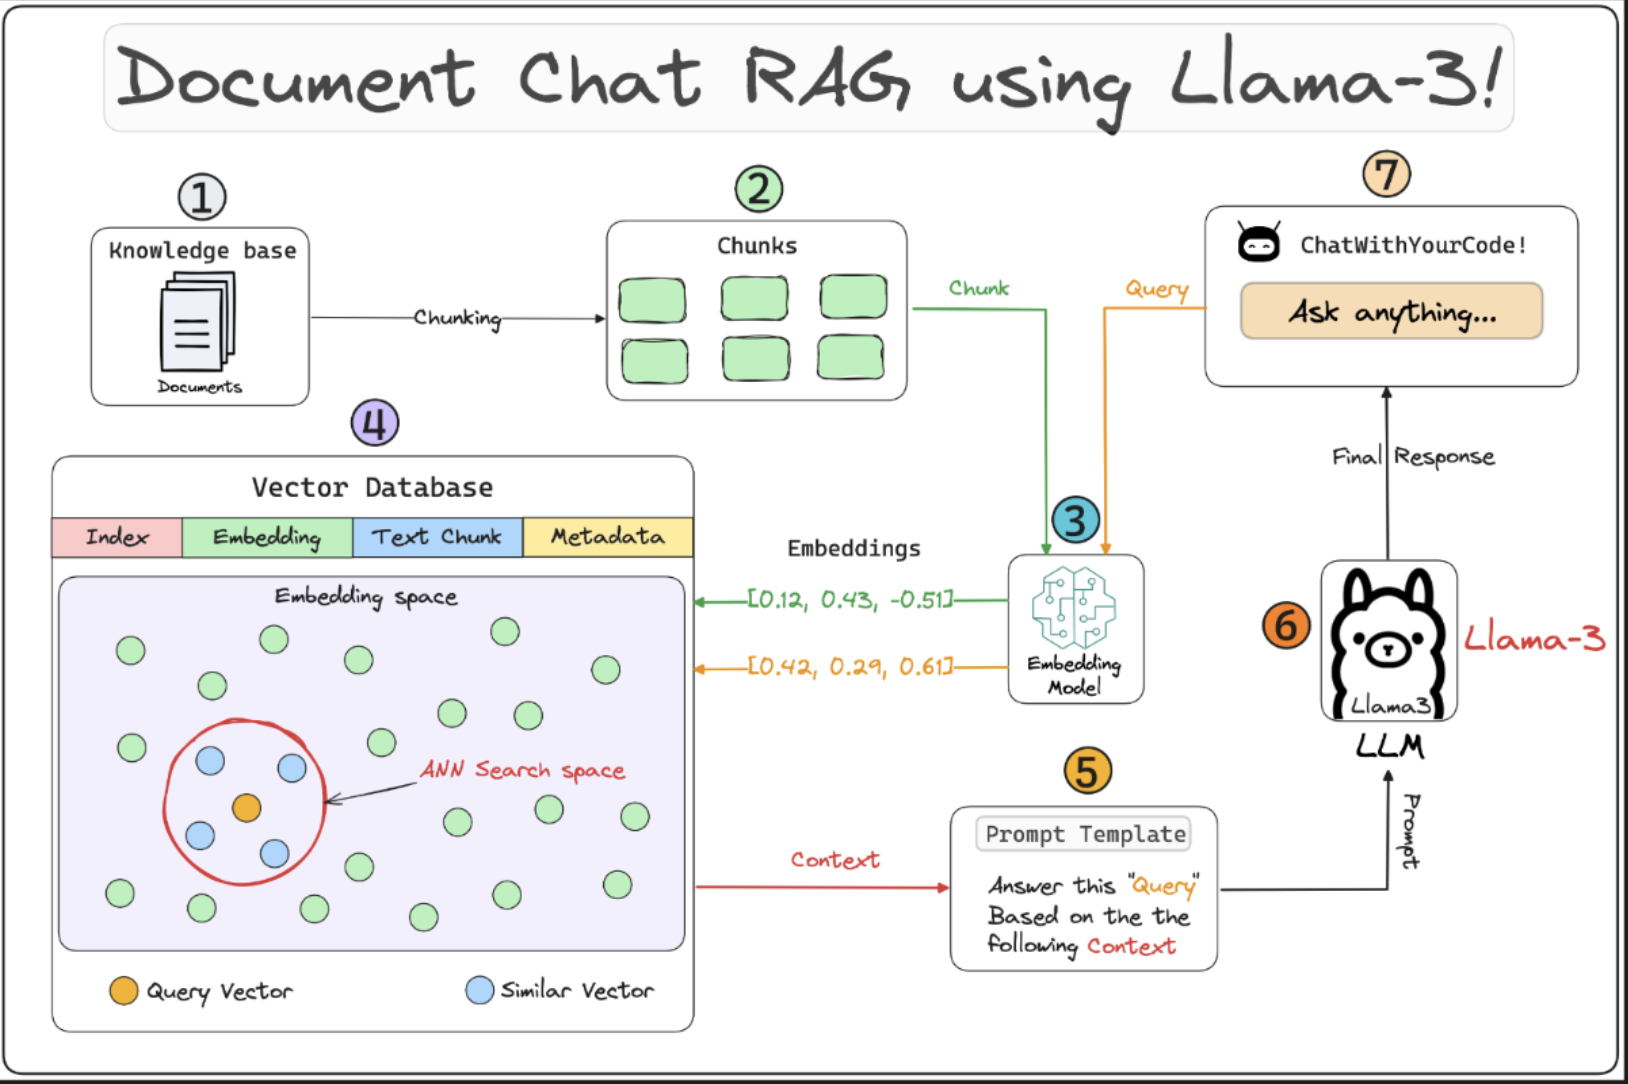 Document Chat RAG using Llama-3!
1
Knowledge base
Documents
Chunking
2
Chunks
Chunk
Query
7
ChatWithYourCode!
Ask anything...
Final Response
4
Vector Database
Index
Embedding
Text Chunk
Metadata
Embedding space
ANN Search space
Query Vector
Similar Vector
Embeddings
[0.12, 0.43, -0.51]
[0.42, 0.29, 0.61]
3
Embedding
Model
Context
5
Prompt Template
Answer this "Query"
Based on the the
following Context
Prompt
6
Llama3
Llama-3
LLM